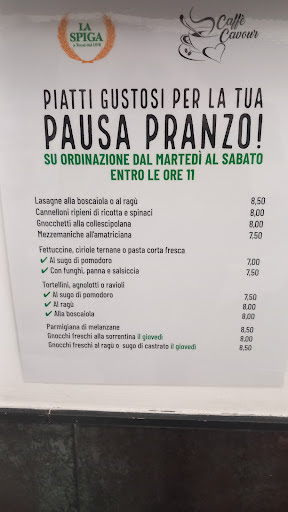 LA
SPIGA
Caffè
Cavour
PIATTI GUSTOSI PER LA TUA
PAUSA PRANZO!
SU ORDINAZIONE DAL MARTEDÌ AL SABATO
ENTRO LE ORE 11
Lasagne alla boscaiola o al ragù 8,50
Cannelloni ripieni di ricotta e spinaci 8,00
Gnocchetti alla collescipolana 8,00
Mezzemaniche all'amatriciana 7,50
Fettuccine, ciriole ternane o pasta corta fresca
✓ Al sugo di pomodoro 7,00
✓ Con funghi, panna e salsiccia 7,50
Tortellini, agnolotti o ravioli
✓ Al sugo di pomodoro 7,50
✓ Al ragù 8,00
✓ Alla boscaiola 8,00
Parmigiana di melanzane 8,50
Gnocchi freschi alla sorrentina il giovedì 8,00
Gnocchi freschi al ragù o sugo di castrato il giovedì 8,50